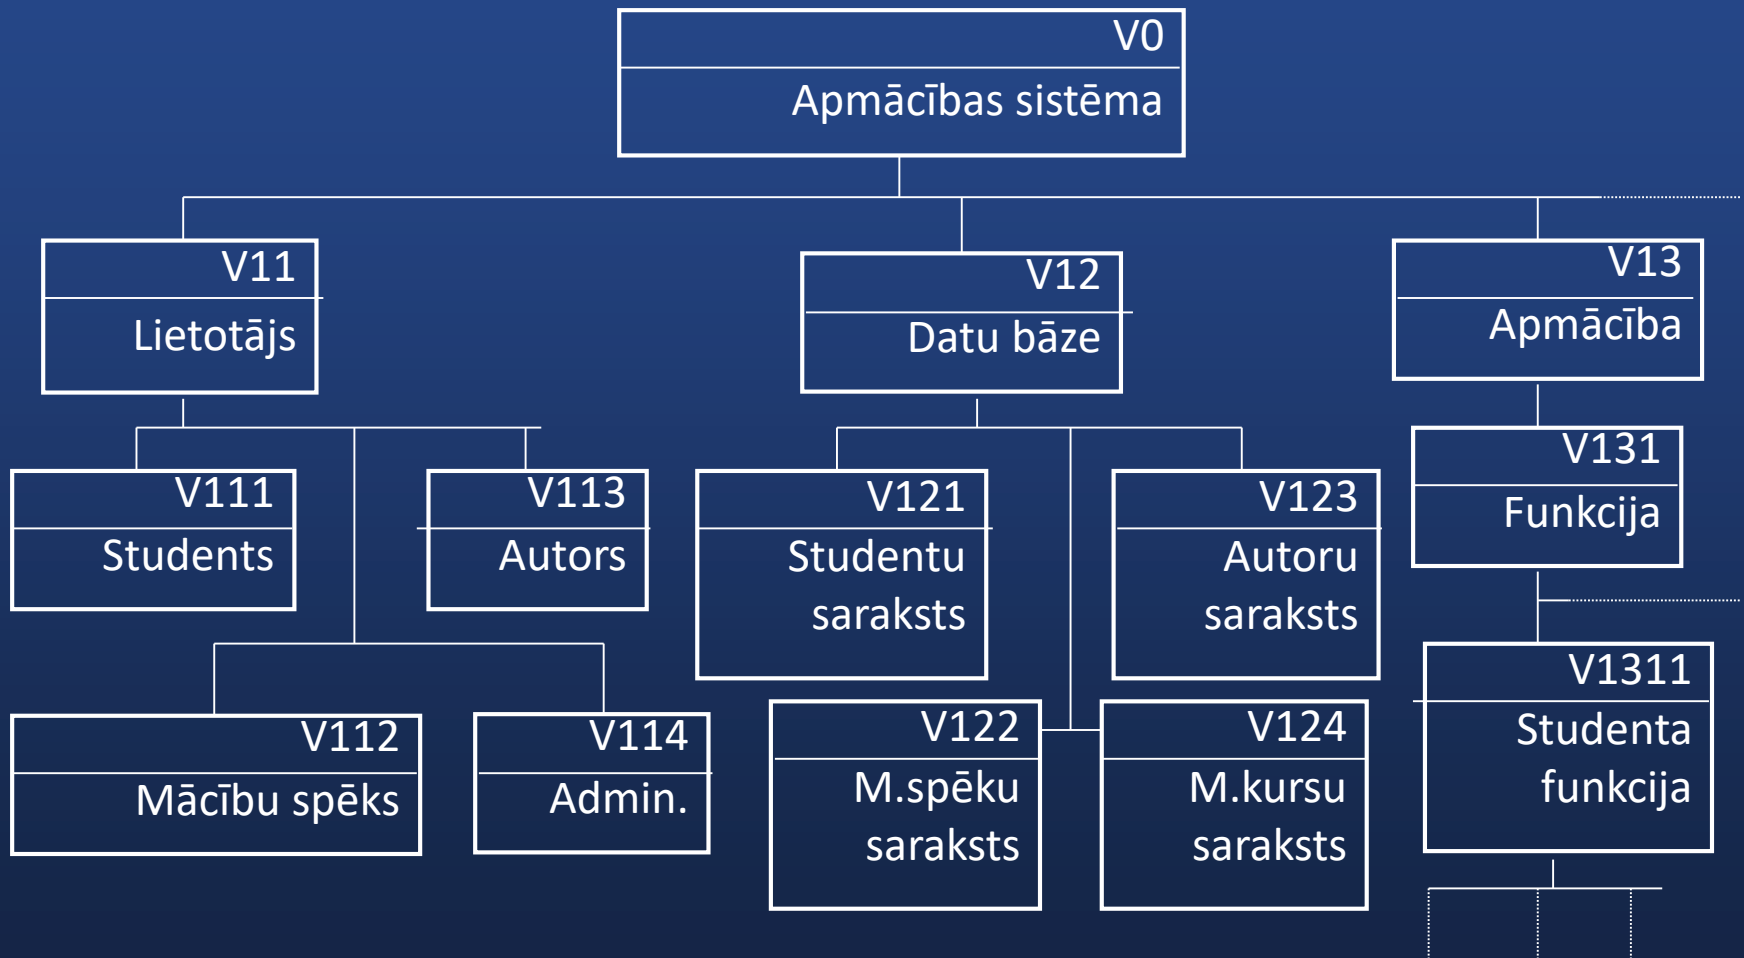 V0
Apmācības sistēma
V11
Lietotājs
V12
Datu bāze
V13
Apmācība
V111
Students
V113
Autors
V121
Studentu
saraksts
V123
Autoru
saraksts
V131
Funkcija
V112
Mācību spēks
V114
Admin.
V122
M.spēku
saraksts
V124
M.kursu
saraksts
V1311
Studenta
funkcija